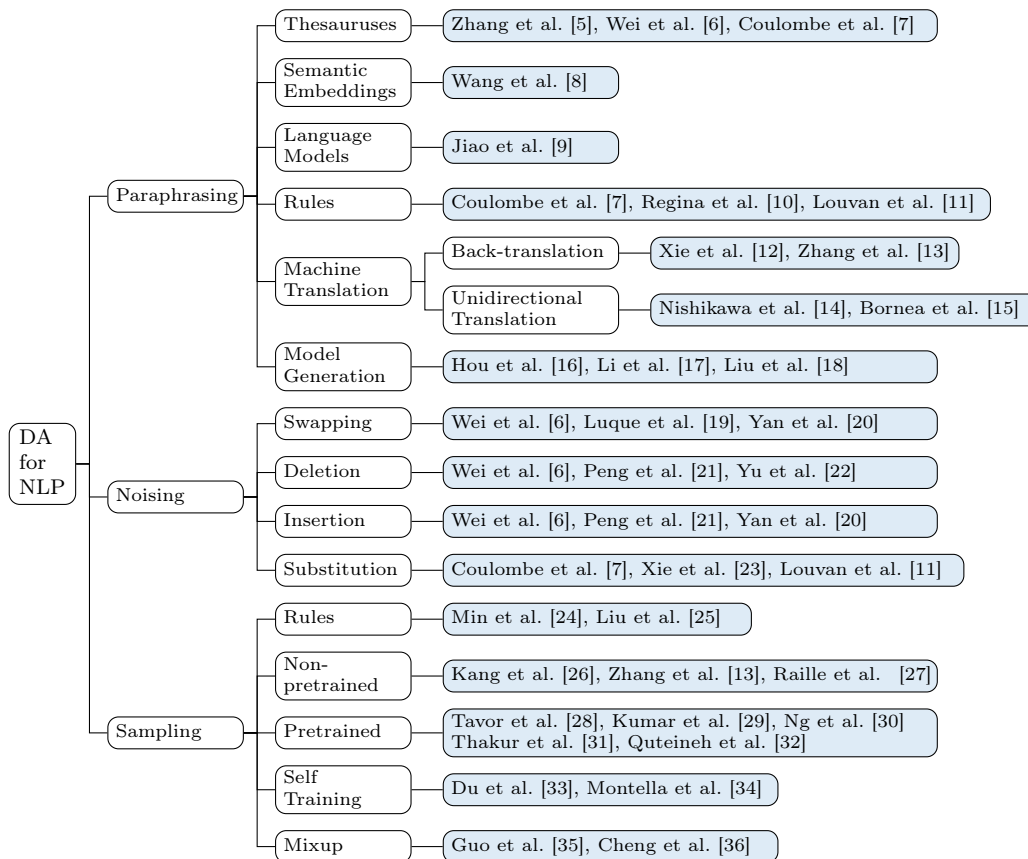 Thesauruses
Zhang et al. [5], Wei et al. [6], Coulombe et al. [7]
Semantic
Embeddings
Wang et al. [8]
Language
Models
Jiao et al. [9]
Paraphrasing
Rules
Coulombe et al. [7], Regina et al. [10], Louvan et al. [11]
Machine
Translation
Back-translation
Xie et al. [12], Zhang et al. [13]
Unidirectional
Translation
Nishikawa et al. [14], Bornea et al. [15]
Model
Generation
Hou et al. [16], Li et al. [17], Liu et al. [18]
DA
for
NLP
Swapping
Wei et al. [6], Luque et al. [19], Yan et al. [20]
Deletion
Wei et al. [6], Peng et al. [21], Yu et al. [22]
Noising
Insertion
Wei et al. [6], Peng et al. [21], Yan et al. [20]
Substitution
Coulombe et al. [7], Xie et al. [23], Louvan et al. [11]
Rules
Min et al. [24], Liu et al. [25]
Non-
pretrained
Kang et al. [26], Zhang et al. [13], Raille et al. [27]
Sampling
Pretrained
Tavor et al. [28], Kumar et al. [29], Ng et al. [30]
Thakur et al. [31], Quteineh et al. [32]
Self
Training
Du et al. [33], Montella et al. [34]
Mixup
Guo et al. [35], Cheng et al. [36]